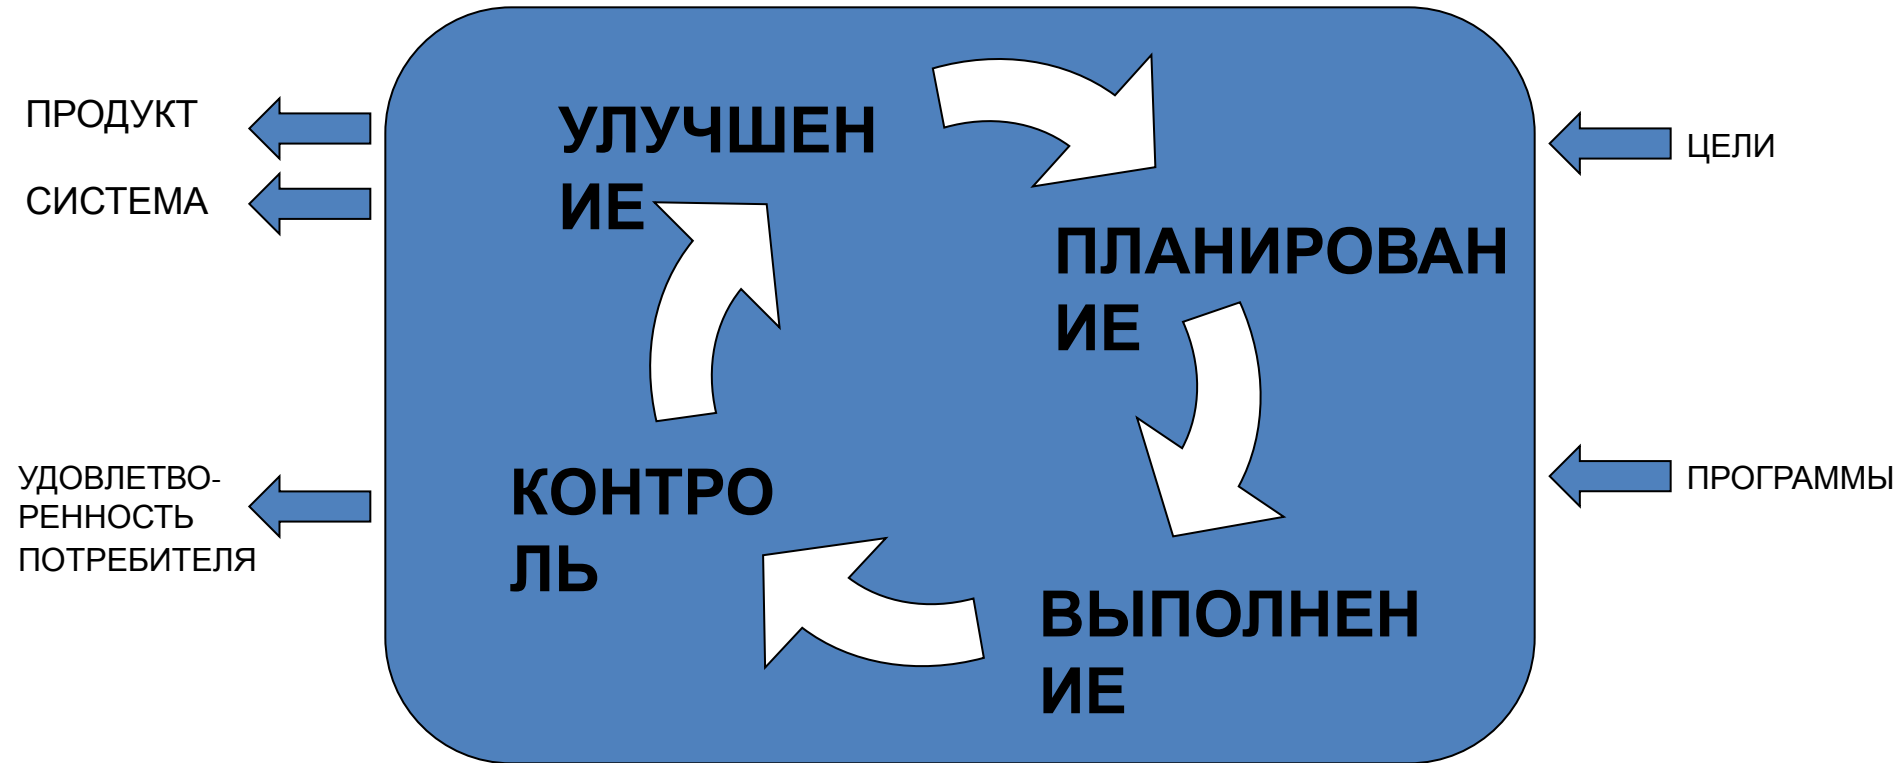 ПРОДУКТ
СИСТЕМА
УДОВЛЕТВО-
РЕННОСТЬ
ПОТРЕБИТЕЛЯ
УЛУЧШЕН
ИЕ
ПЛАНИРОВАН
ИЕ
КОНТРО
ЛЬ
ВЫПОЛНЕН
ИЕ
ЦЕЛИ
ПРОГРАММЫ